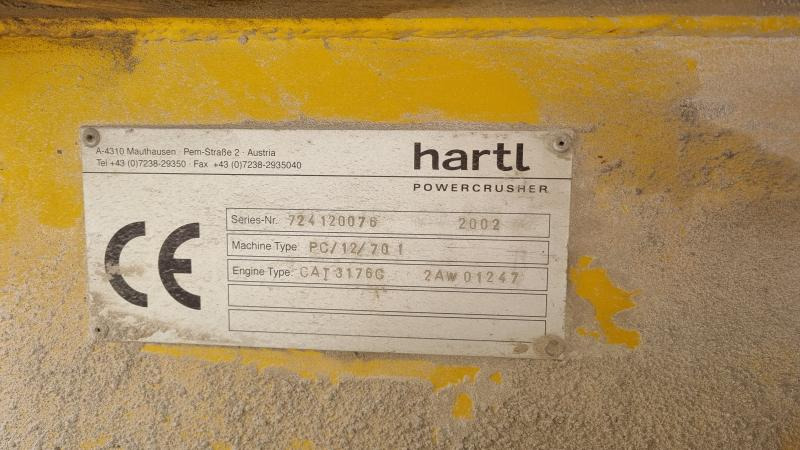 A-4310 Mauthausen · Pem-Straße 2 · Austria
Tel +43 (0)7238-29350 · Fax +43 (0)7238-2935040
hartl
POWERCRUSHER
CE
Series-Nr. 724120076 2002
Machine Type PC/12/70 1
Engine Type: CAT 3176C 2AW01247